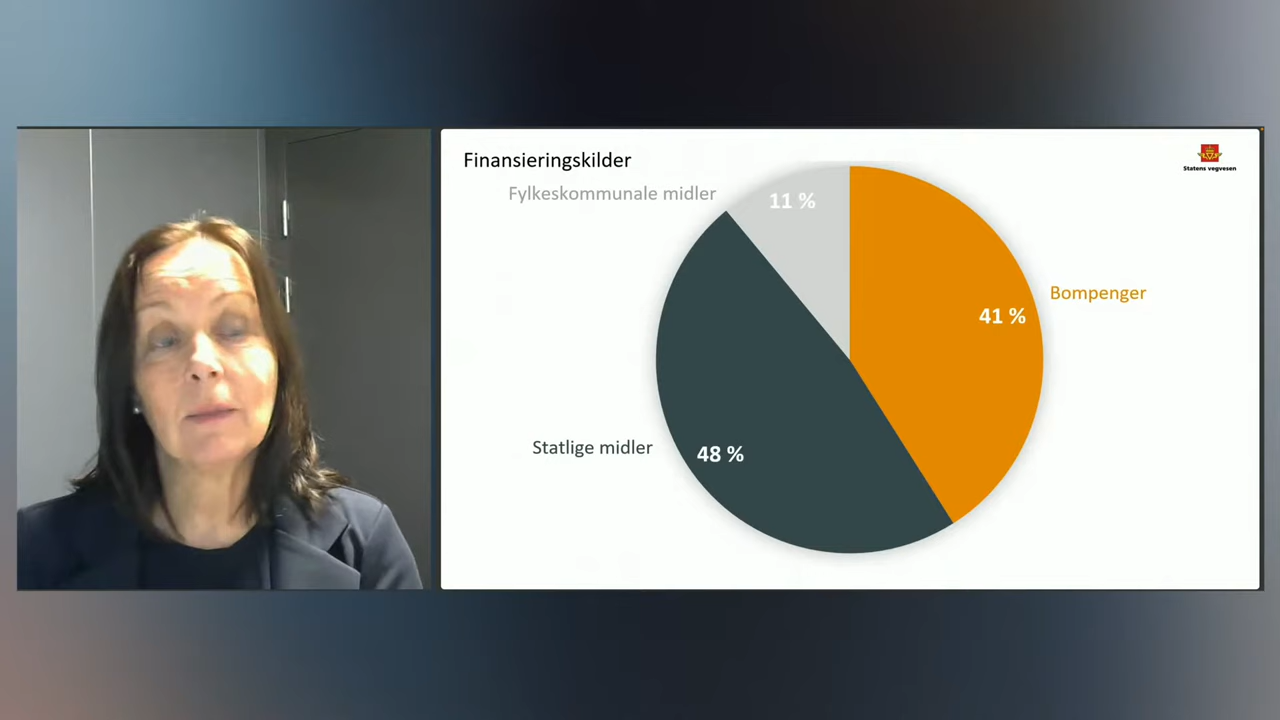 Finansieringskilder
Statens vegvesen
Fylkeskommunale midler
11 %
Bompenger
41 %
Statlige midler
48 %